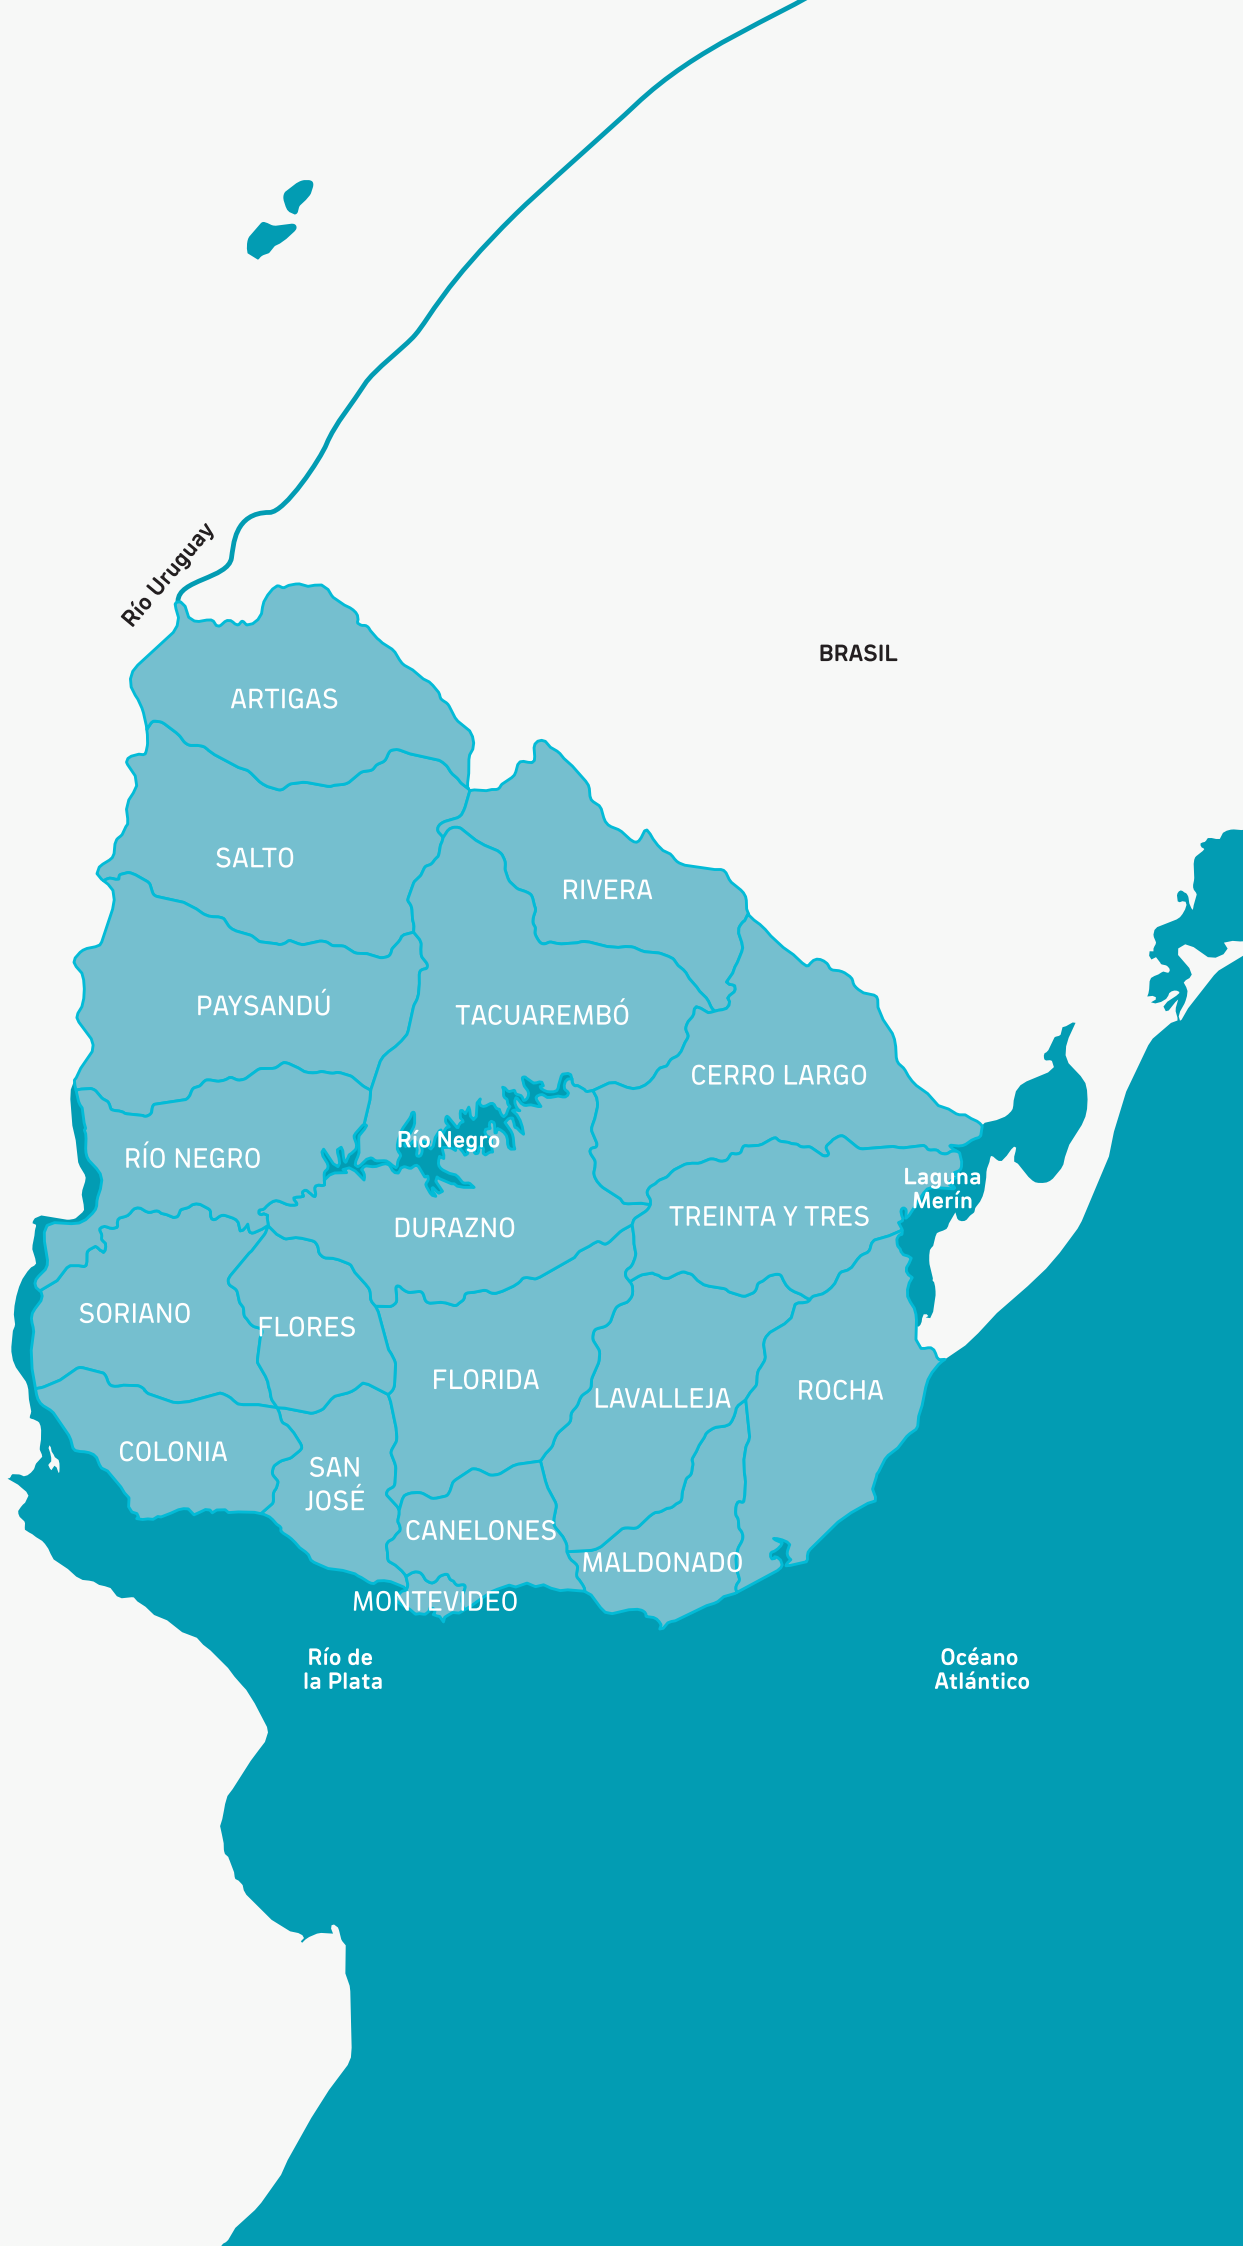 Río Uruguay
BRASIL
ARTIGAS
SALTO
RIVERA
PAYSANDÚ
TACUAREMBÓ
CERRO LARGO
Río Negro
RÍO NEGRO
Laguna
Merín
TREINTA Y TRES
DURAZNO
SORIANO
FLORES
FLORIDA
LAVALLEJA
ROCHA
COLONIA
SAN
JOSÉ
CANELONES
MALDONADO
MONTEVIDEO
Río de
la Plata
Océano
Atlántico